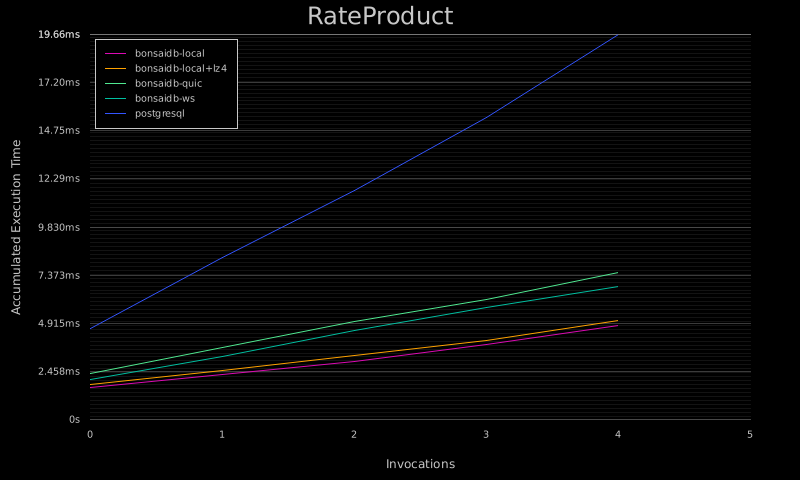 RateProduct
19.66ms
17.20ms
14.75ms
12.29ms
9.830ms
7.373ms
4.915ms
2.458ms
0s
Accumulated Execution Time
bonsaidb-local
bonsaidb-local+lz4
bonsaidb-quic
bonsaidb-ws
postgresql
0 1 2 3 4 5
Invocations